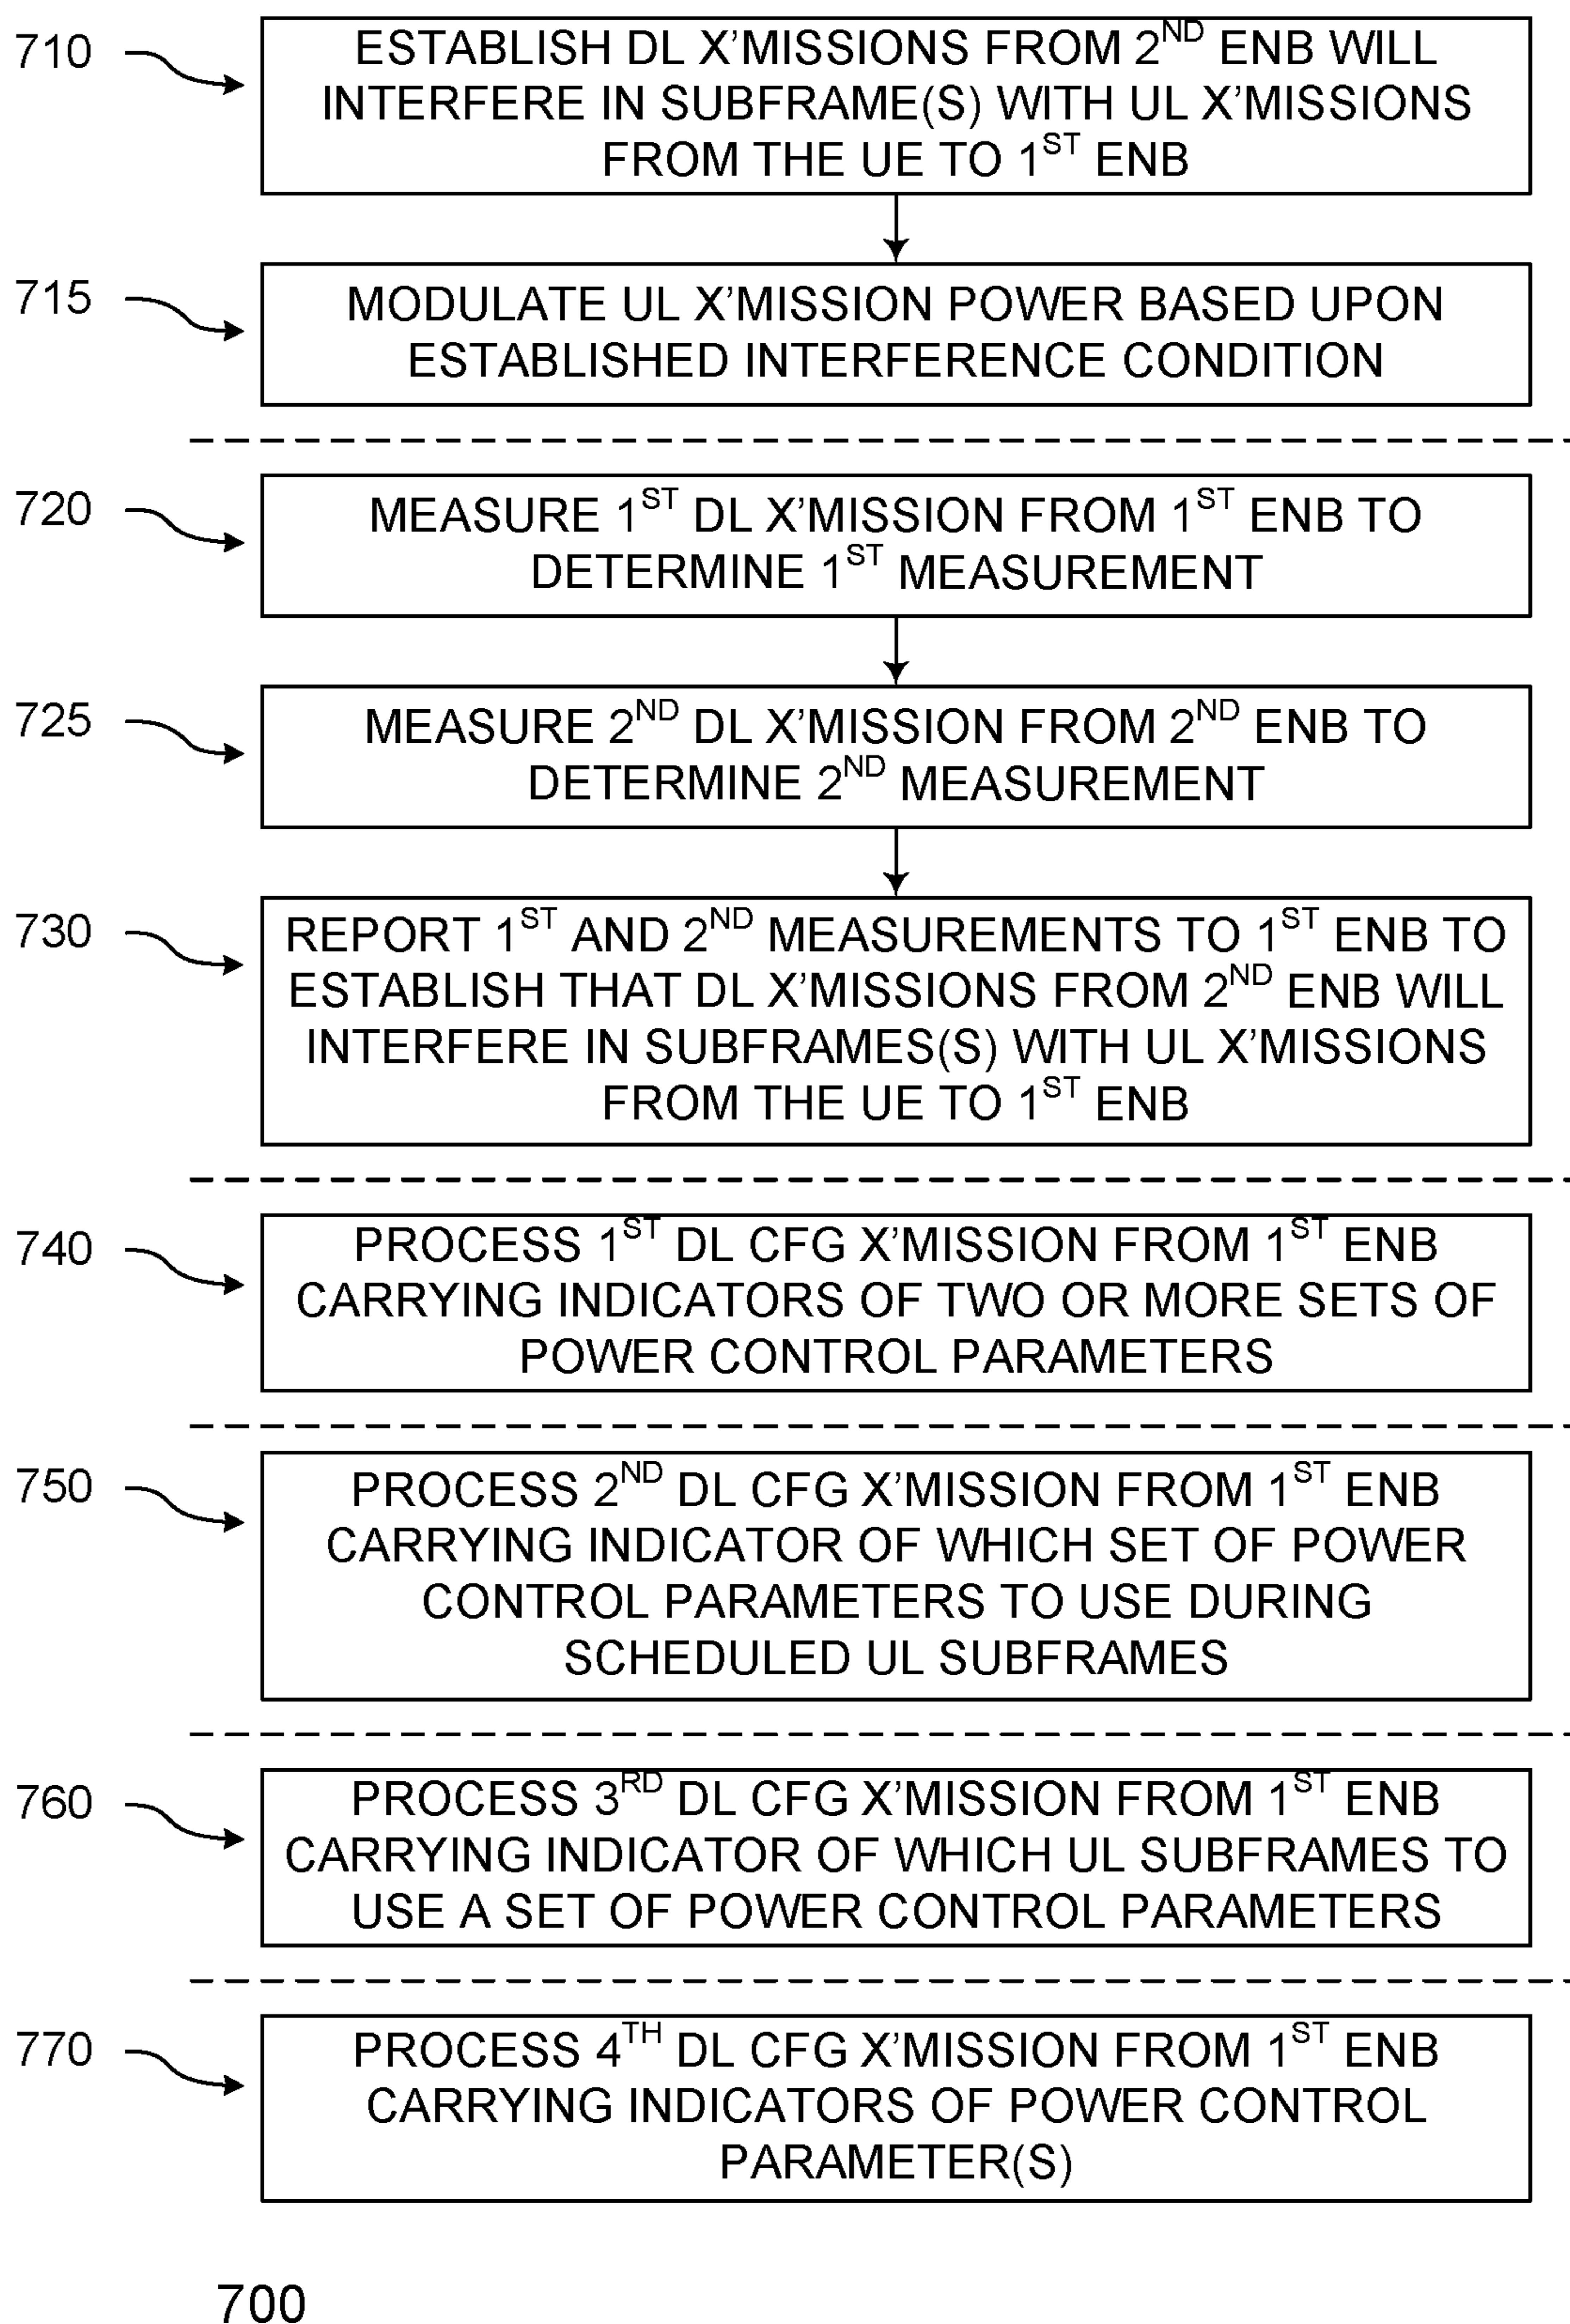 710
ESTABLISH DL X'MISSIONS FROM 2ND ENB WILL
INTERFERE IN SUBFRAME(S) WITH UL X'MISSIONS
FROM THE UE TO 1ST ENB
715
MODULATE UL X'MISSION POWER BASED UPON
ESTABLISHED INTERFERENCE CONDITION
720
MEASURE 1ST DL X'MISSION FROM 1ST ENB TO
DETERMINE 1ST MEASUREMENT
725
MEASURE 2ND DL X'MISSION FROM 2ND ENB TO
DETERMINE 2ND MEASUREMENT
730
REPORT 1ST AND 2ND MEASUREMENTS TO 1ST ENB TO
ESTABLISH THAT DL X'MISSIONS FROM 2ND ENB WILL
INTERFERE IN SUBFRAMES(S) WITH UL X'MISSIONS
FROM THE UE TO 1ST ENB
740
PROCESS 1ST DL CFG X'MISSION FROM 1ST ENB
CARRYING INDICATORS OF TWO OR MORE SETS OF
POWER CONTROL PARAMETERS
750
PROCESS 2ND DL CFG X'MISSION FROM 1ST ENB
CARRYING INDICATOR OF WHICH SET OF POWER
CONTROL PARAMETERS TO USE DURING
SCHEDULED UL SUBFRAMES
760
PROCESS 3RD DL CFG X'MISSION FROM 1ST ENB
CARRYING INDICATOR OF WHICH UL SUBFRAMES TO
USE A SET OF POWER CONTROL PARAMETERS
770
PROCESS 4TH DL CFG X'MISSION FROM 1ST ENB
CARRYING INDICATORS OF POWER CONTROL
PARAMETER(S)
700